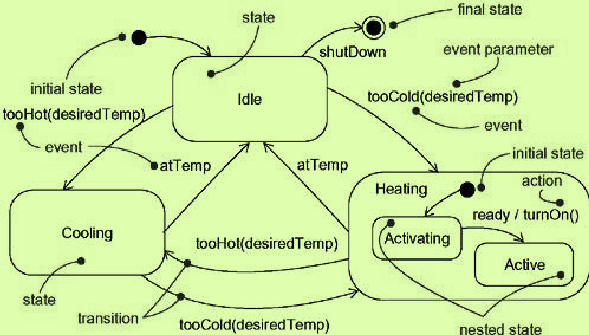 final state
state
shutDown
event parameter
initial state
tooHot(desiredTemp)
Idle
tooCold(desiredTemp)
event
event
atTemp
atTemp
initial state
Heating
action
ready / turnOn()
Cooling
tooHot(desiredTemp)
Activating
Active
state
transition
tooCold(desiredTemp)
nested state